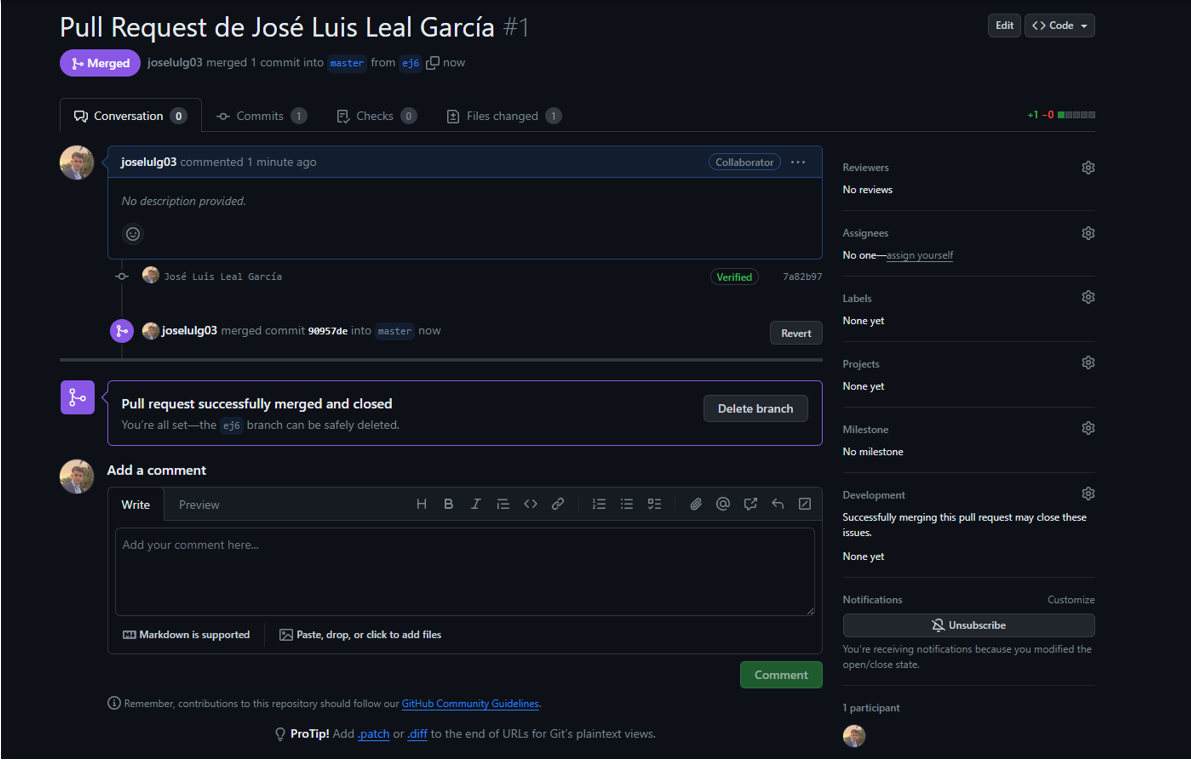 Pull Request de José Luis Leal García #1
Edit
Code
Merged joselulg03 merged 1 commit into master from ej6 now
Conversation 0
Commits 1
Checks 0
Files changed 1
+1 −0
joselulg03 commented 1 minute ago
Collaborator
No description provided.
José Luis Leal García
Verified
7a82b97
joselulg03 merged commit 90957de into master now
Revert
Pull request successfully merged and closed
You're all set—the ej6 branch can be safely deleted.
Delete branch
Add a comment
Write
Preview
Add your comment here...
Markdown is supported
Paste, drop, or click to add files
Comment
Remember, contributions to this repository should follow our GitHub Community Guidelines.
ProTip! Add .patch or .diff to the end of URLs for Git's plaintext views.
Reviewers
No reviews
Assignees
No one—assign yourself
Labels
None yet
Projects
None yet
Milestone
No milestone
Development
Successfully merging this pull request may close these
issues.
None yet
Notifications
Customize
Unsubscribe
You're receiving notifications because you modified the
open/close state.
1 participant